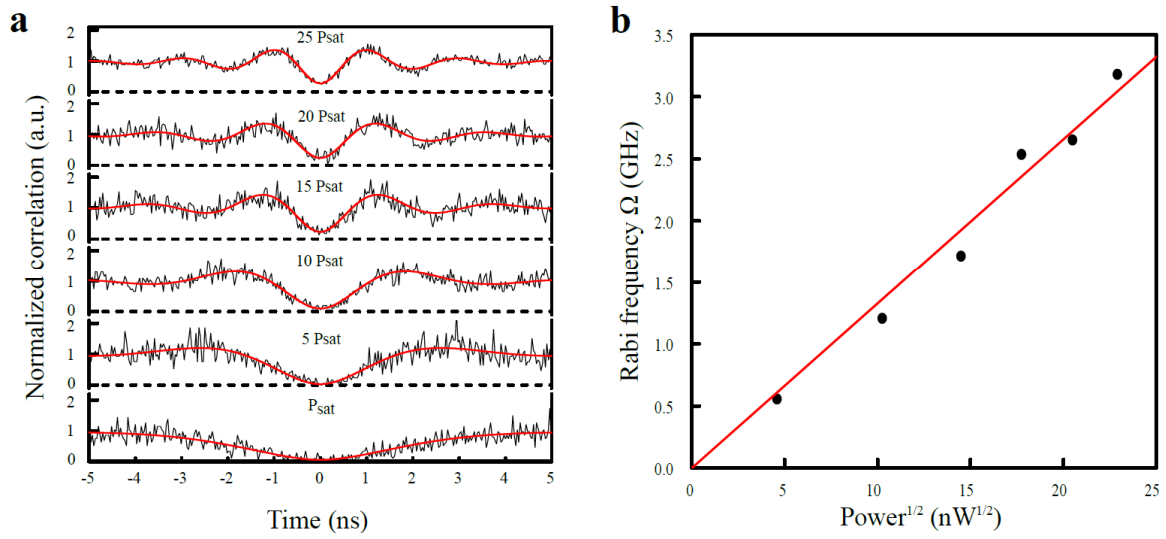 a
Normalized correlation (a.u.)
2
1
0
25 Psat
2
1
0
20 Psat
2
1
0
15 Psat
2
1
0
10 Psat
2
1
0
5 Psat
2
1
0
Psat
-5 -4 -3 -2 -1 0 1 2 3 4 5
Time (ns)
b
Rabi frequency Ω (GHz)
3.5
3.0
2.5
2.0
1.5
1.0
0.5
0.0
0 5 10 15 20 25
Power1/2 (nW1/2)